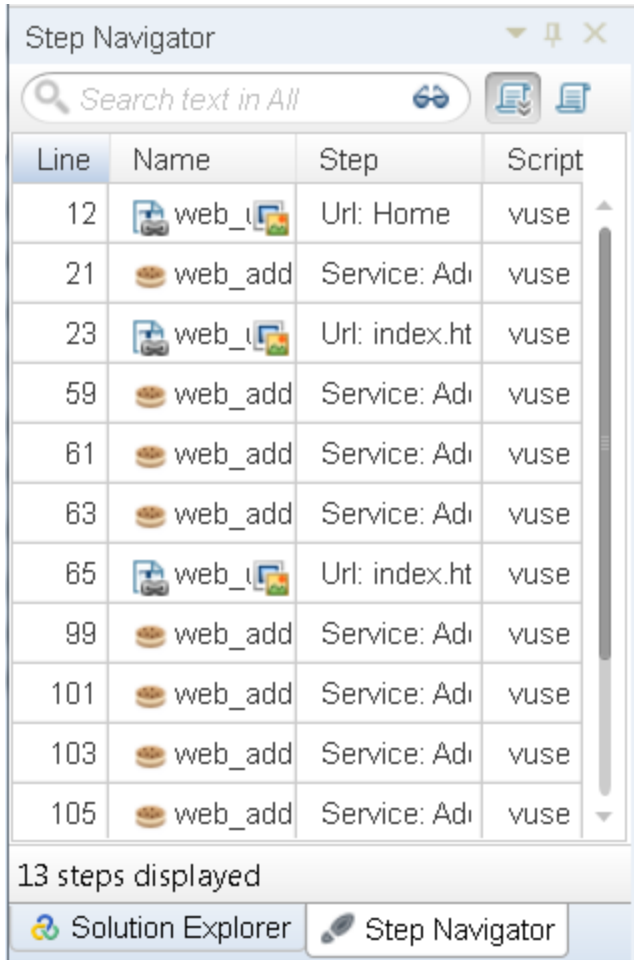 Step Navigator
Search text in All
Line Name Step Script
12 web_u Url: Home vuse
21 web_add Service: Ad
vuse
23 web_u Url: index.ht vuse
59 web_add Service: Ad vuse
61 web_add Service: Ad vuse
63 web_add Service: Ad vuse
65 web_u Url: index.ht vuse
99 web_add Service: Ad vuse
101 web_add Service: Ad vuse
103 web_add Service: Ad vuse
105 web_add Service: Ad vuse
13 steps displayed
Solution Explorer Step Navigator